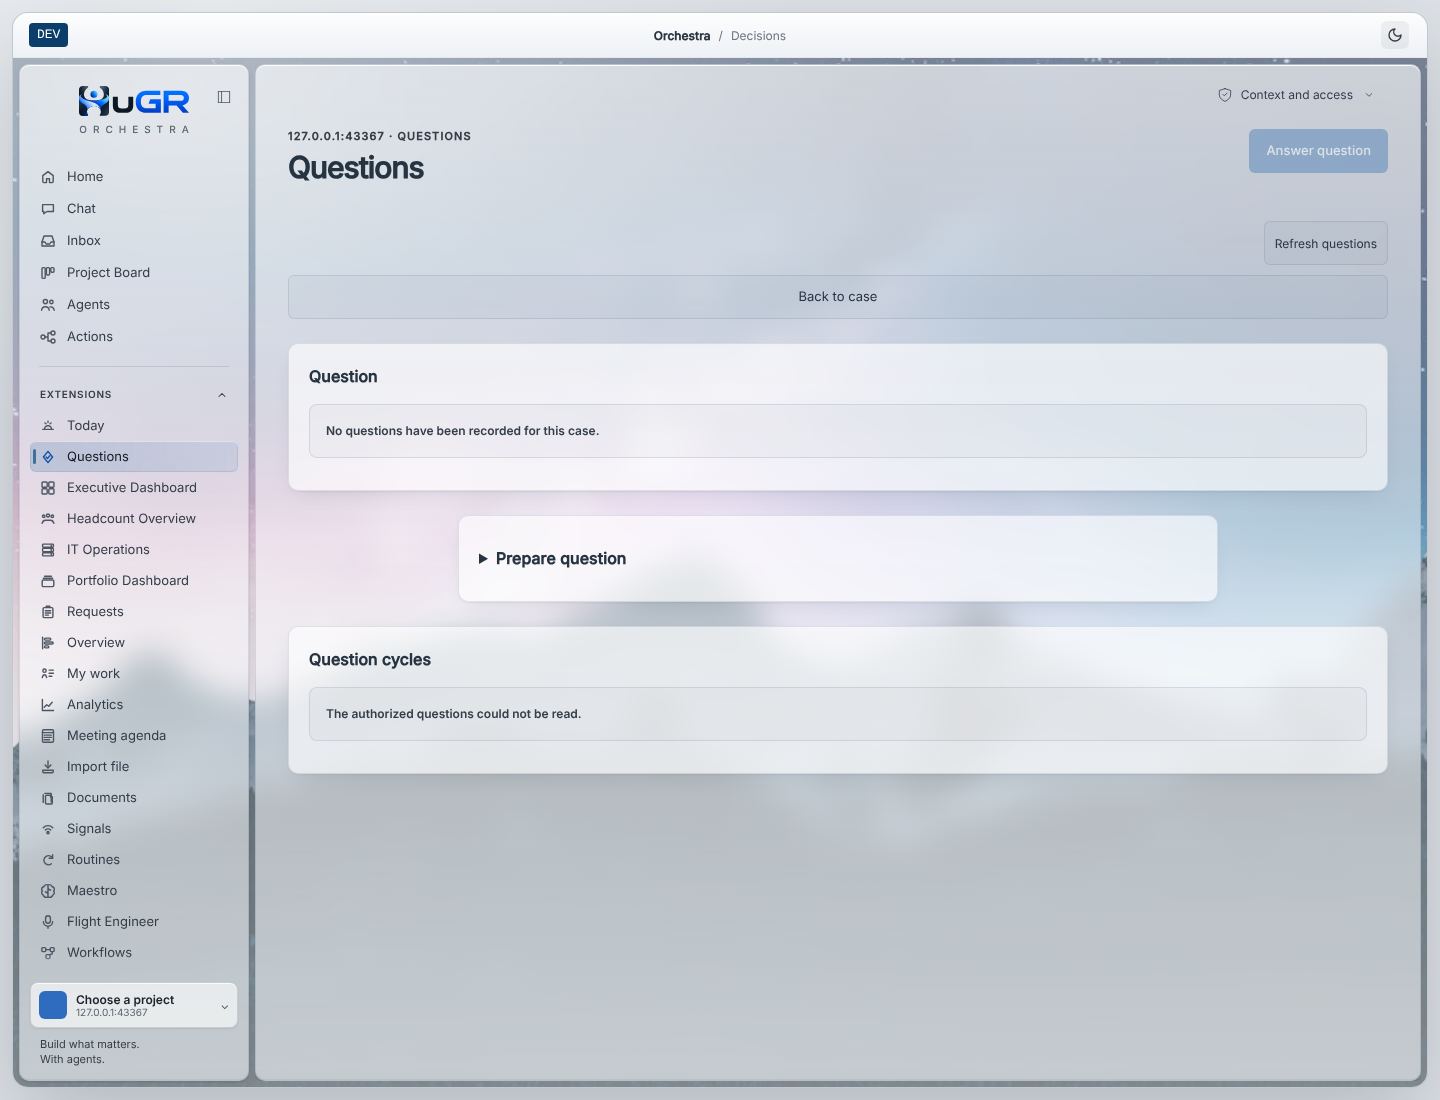 DEV
Orchestra / Decisions
HuGR
ORCHESTRA
Home
Chat
Inbox
Project Board
Agents
Actions
EXTENSIONS
Today
Questions
Executive Dashboard
Headcount Overview
IT Operations
Portfolio Dashboard
Requests
Overview
My work
Analytics
Meeting agenda
Import file
Documents
Signals
Routines
Maestro
Flight Engineer
Workflows
Choose a project
127.0.0.1:43367
Build what matters.
With agents.
Context and access
127.0.0.1:43367 · QUESTIONS
Questions
Answer question
Refresh questions
Back to case
Question
No questions have been recorded for this case.
Prepare question
Question cycles
The authorized questions could not be read.